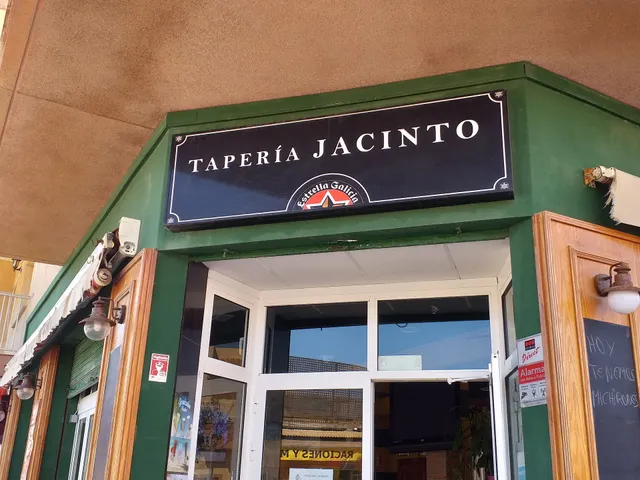 TAPERÍA JACINTO
Estrella Galicia
Alarma
HOY
TENEMOS
MICHIRONES
RACIONES Y M